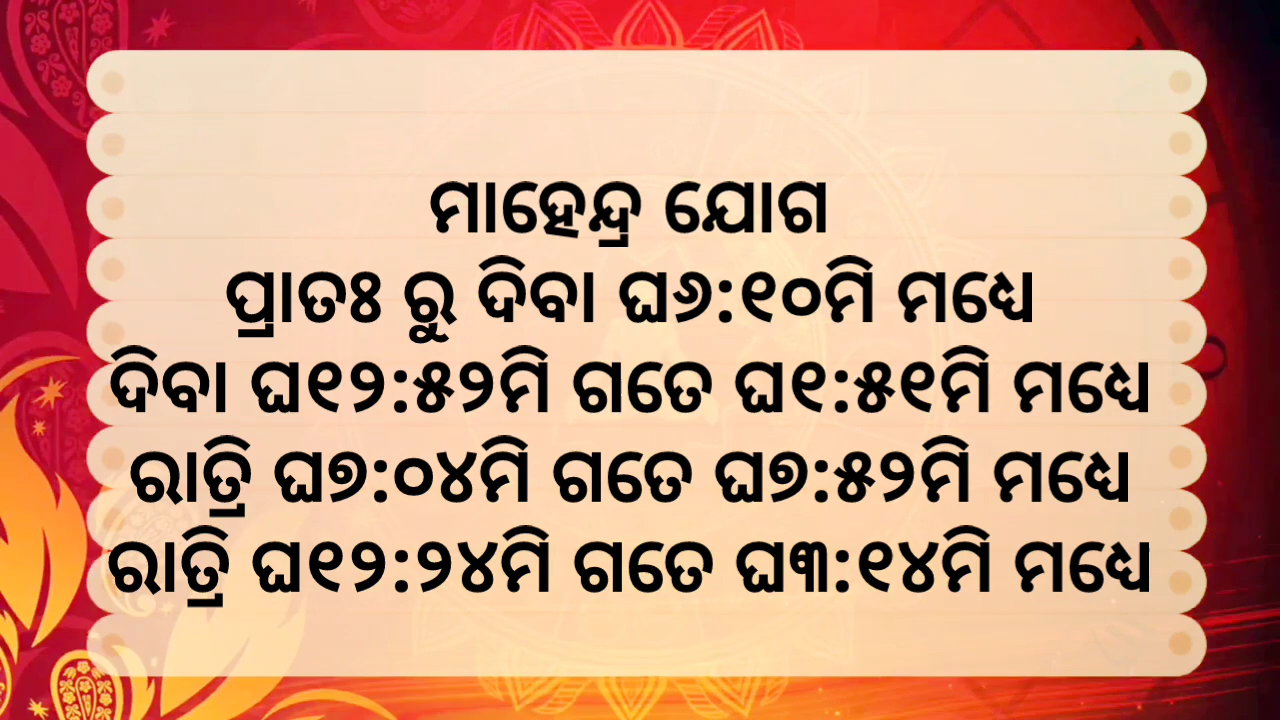 ମାହେନ୍ଦ୍ର ଯୋଗ
ପ୍ରାତଃ ରୁ ଦିବା ଘ୬:୧୦ମି ମଧ୍ୟେ
ଦିବା ଘ୧୨:୫୨ମି ଗତେ ଘ୧:୫୧ମି ମଧ୍ୟେ
ରାତ୍ରି ଘ୭:୦୪ମି ଗତେ ଘ୭:୫୨ମି ମଧ୍ୟେ
ରାତ୍ରି ଘ୧୨:୨୪ମି ଗତେ ଘ୩:୧୪ମି ମଧ୍ୟେ